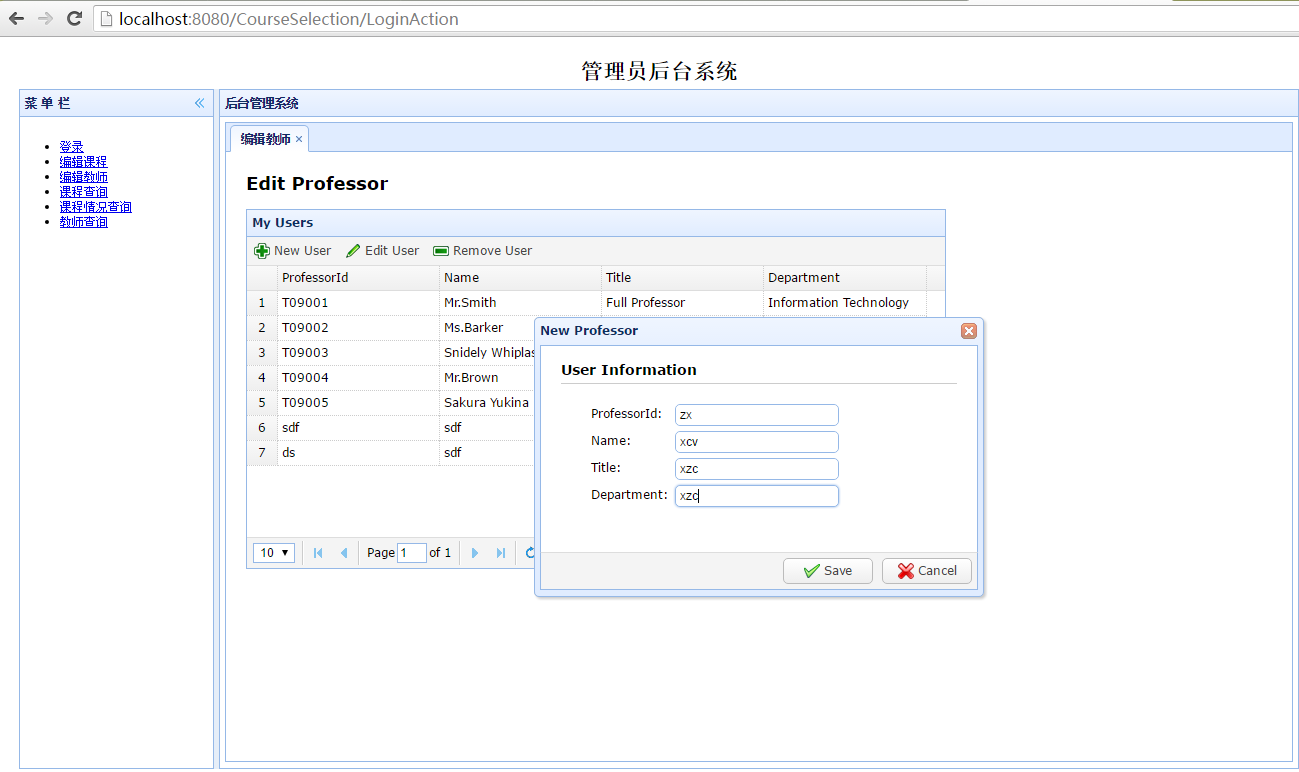 localhost:8080/CourseSelection/LoginAction
管理员后台系统
菜 单 栏
登录
编辑课程
编辑教师
课程查询
课程情况查询
教师查询
后台管理系统
编辑教师
Edit Professor
My Users
New User Edit User Remove User
ProfessorId Name Title Department
1 T09001 Mr.Smith Full Professor Information Technology
2 T09002 Ms.Barker
3 T09003 Snidely Whiplas
4 T09004 Mr.Brown
5 T09005 Sakura Yukina
6 sdf sdf
7 ds sdf
10 Page 1 of 1
New Professor
User Information
ProfessorId: zx
Name: xcv
Title: xzc
Department: xzc
Save Cancel